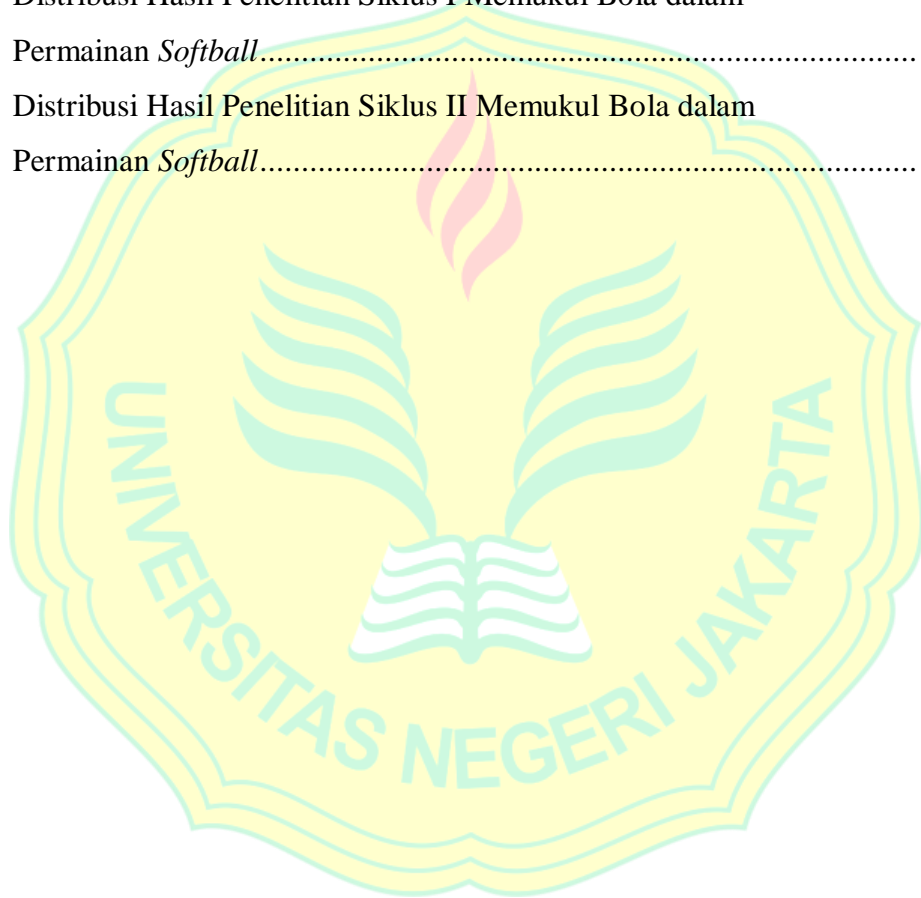 Distribusi Hasil Penelitian Siklus I Memukul Bola dalam
Permainan Softball...............................................................................
Distribusi Hasil Penelitian Siklus II Memukul Bola dalam
Permainan Softball...............................................................................
UNIVERSITAS NEGERI JAKARTA